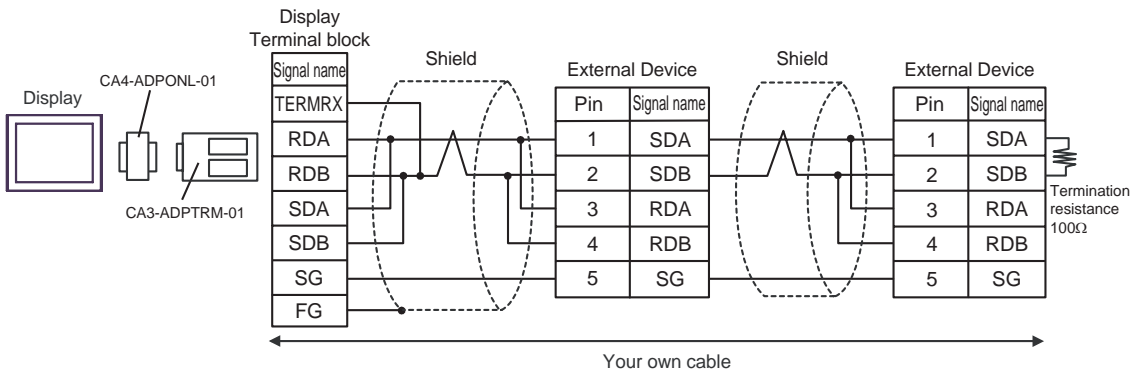 Display
Terminal block
Signal name
TERMRX
RDA
RDB
SDA
SDB
SG
FG
Display
CA4-ADPONL-01
CA3-ADPTRM-01
Shield
External Device
Pin Signal name
1 SDA
2 SDB
3 RDA
4 RDB
5 SG
Shield
External Device
Pin Signal name
1 SDA
2 SDB
3 RDA
4 RDB
5 SG
Termination
resistance
100Ω
Your own cable